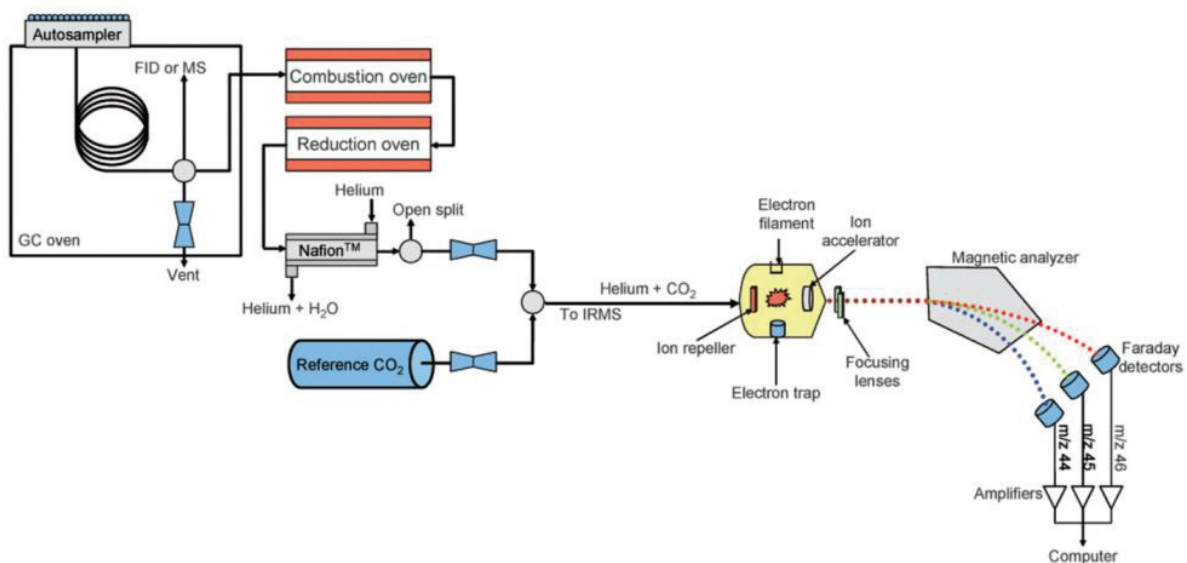 Autosampler
FID or MS
GC oven
Vent
Combustion oven
Reduction oven
Helium
Open split
Nafion™
Helium + H₂O
Reference CO₂
Helium + CO₂
To IRMS
Electron
filament
Ion
accelerator
Ion repeller
Electron trap
Focusing
lenses
Magnetic analyzer
Faraday
detectors
m/z 44
m/z 45
m/z 46
Amplifiers
Computer